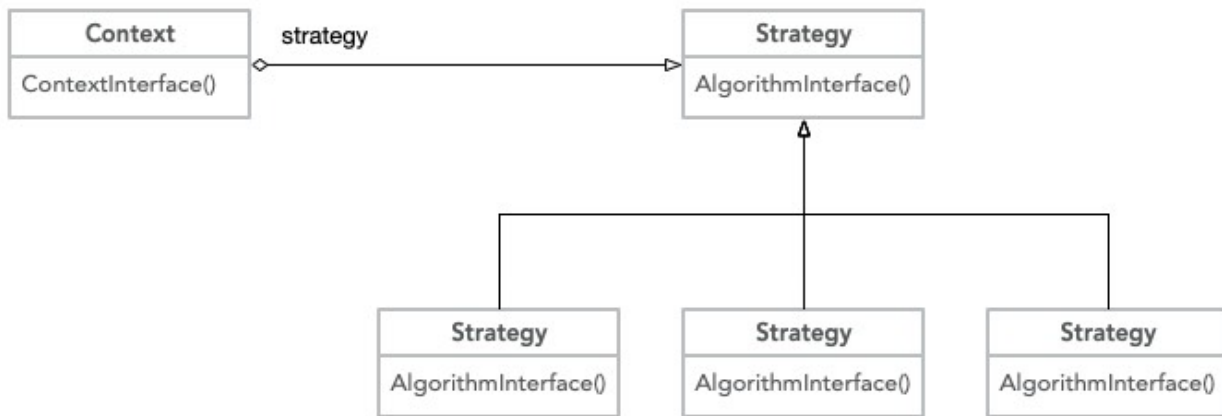 Context
strategy
Strategy
ContextInterface()
AlgorithmInterface()
Strategy
Strategy
Strategy
AlgorithmInterface()
AlgorithmInterface()
AlgorithmInterface()